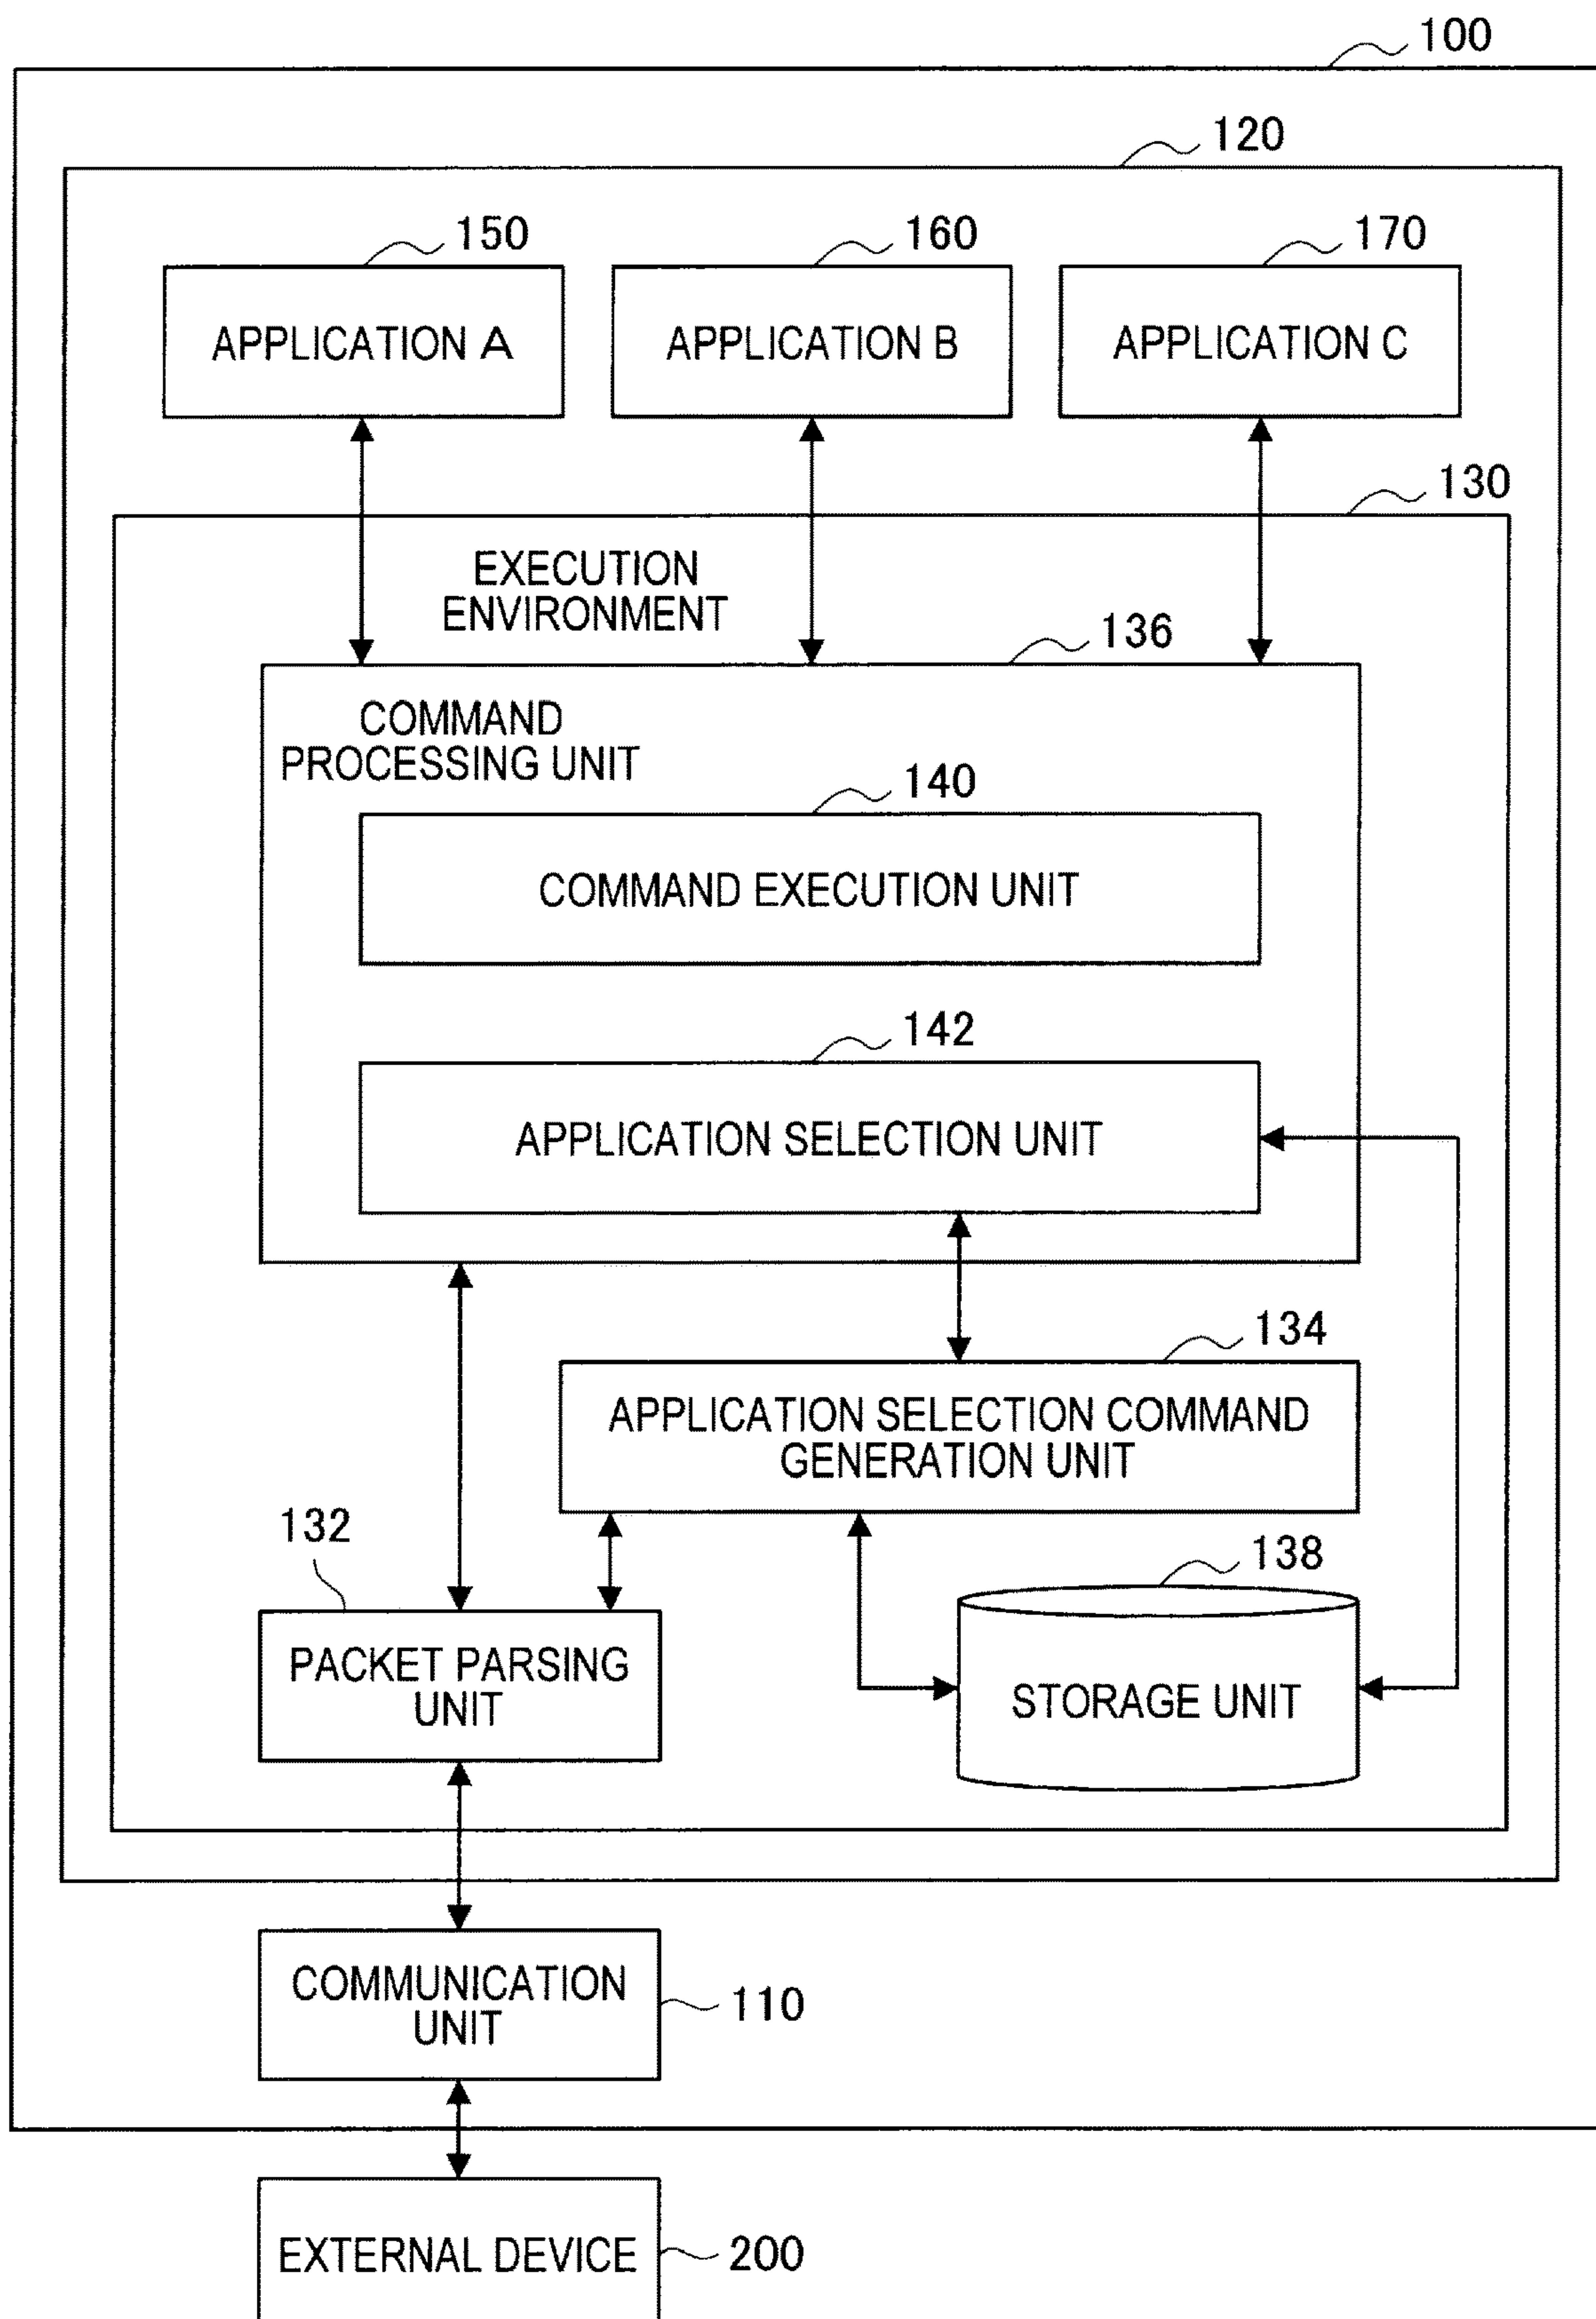 100
120
150
160
170
APPLICATION A
APPLICATION B
APPLICATION C
130
EXECUTION
ENVIRONMENT
136
COMMAND
PROCESSING UNIT
140
COMMAND EXECUTION UNIT
142
APPLICATION SELECTION UNIT
134
APPLICATION SELECTION COMMAND
GENERATION UNIT
132
138
PACKET PARSING
UNIT
STORAGE UNIT
COMMUNICATION
UNIT
110
EXTERNAL DEVICE
200